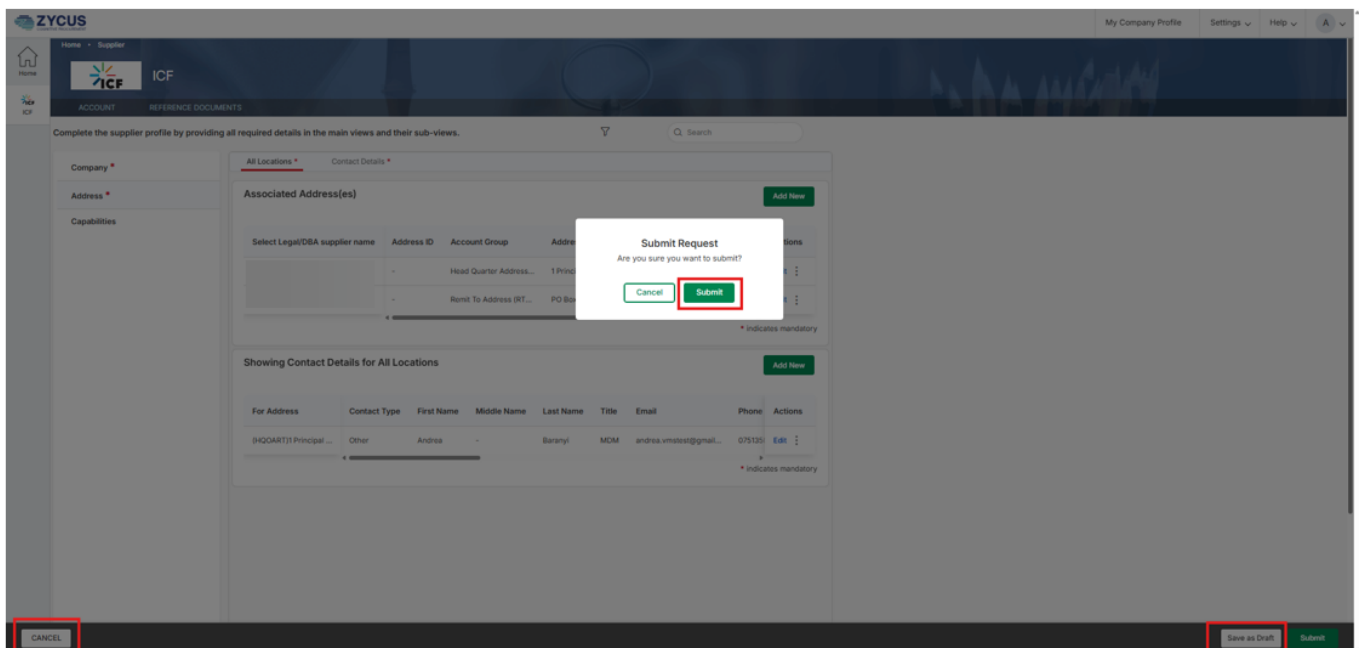 ZYCUS
My Company Profile Settings Help A
Home • Supplier
Home
ICF
ICF
ICF
ACCOUNT REFERENCE DOCUMENTS
Complete the supplier profile by providing all required details in the main views and their sub-views.
Search
Company *
Address *
Capabilities
All Locations * Contact Details *
Associated Address(es)
Add New
Select Legal/DBA supplier name Address ID Account Group Addre tions
- Head Quarter Address... 1 Princi
- Remit To Address (RT... PO Box
* indicates mandatory
Submit Request
Are you sure you want to submit?
Cancel Submit
Showing Contact Details for All Locations
Add New
For Address Contact Type First Name Middle Name Last Name Title Email Phone Actions
(HQOART)1 Principal ... Other Andrea - Baranyi MDM andrea.vmstest@gmail... 075135 Edit
* indicates mandatory
CANCEL
Save as Draft Submit